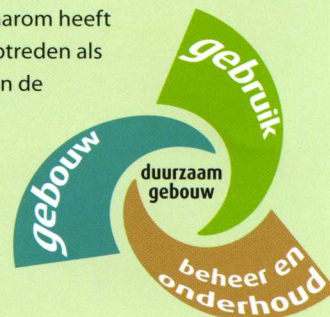 arom heeft
otreden als
n de
gebruik
gebouw
duurzaam
gebouw
beheer en
onderhoud